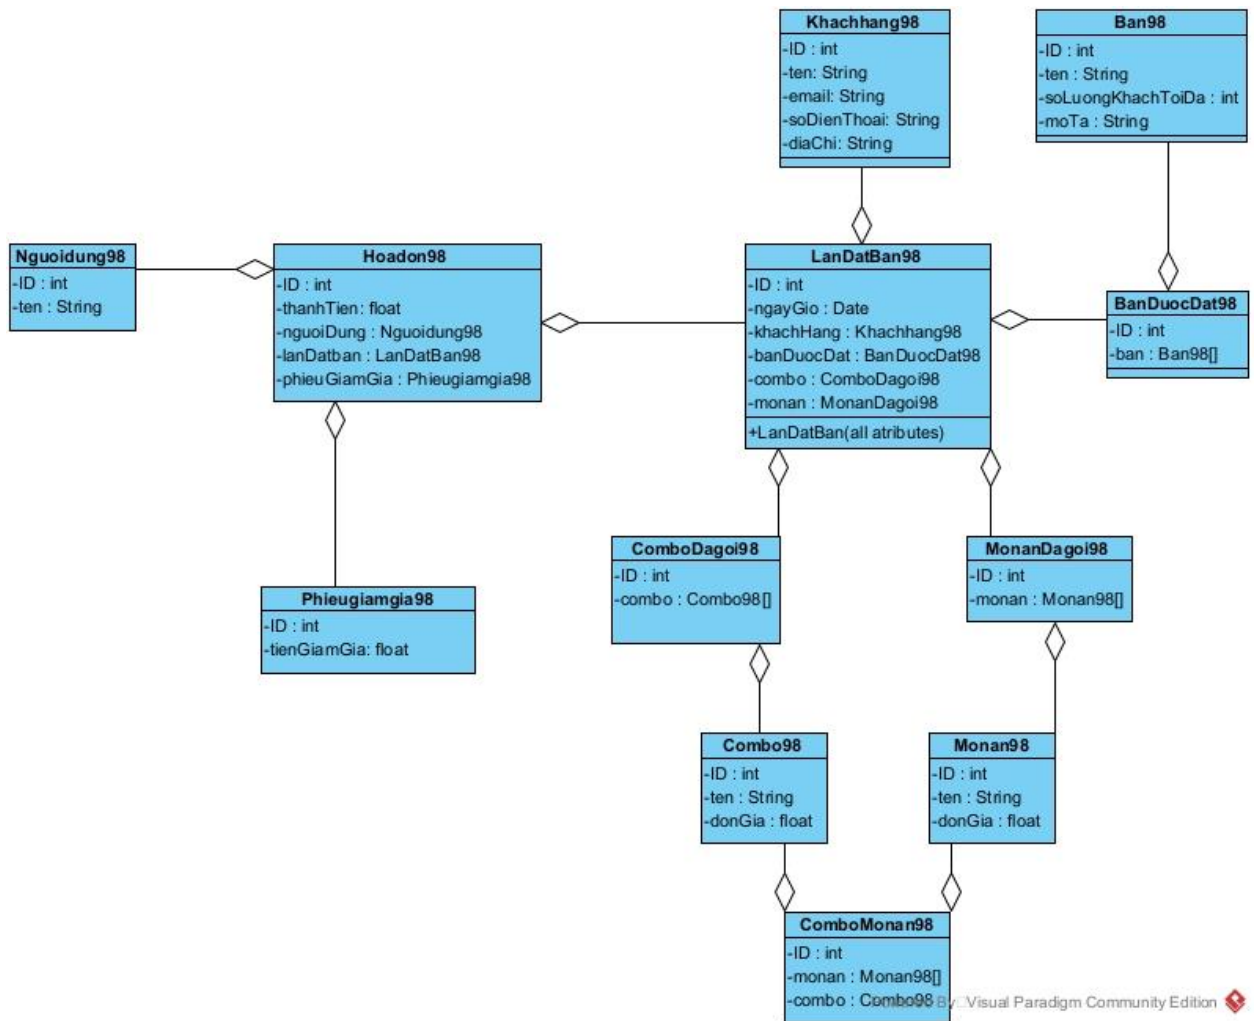 Khachhang98
-ID : int
-ten: String
-email: String
-soDienThoai: String
-diaChi: String
Ban98
-ID : int
-ten : String
-soLuongKhachToiDa : int
-moTa : String
Nguoidung98
-ID : int
-ten : String
Hoadon98
-ID : int
-thanhTien: float
-nguoiDung : Nguoidung98
-lanDatban : LanDatBan98
-phieuGiamGia : Phieugiamgia98
LanDatBan98
-ID : int
-ngayGio : Date
-khachHang : Khachhang98
-banDuocDat : BanDuocDat98
-combo : ComboDagoi98
-monan : MonanDagoi98
+LanDatBan(all atributes)
BanDuocDat98
-ID : int
-ban : Ban98[]
ComboDagoi98
-ID : int
-combo : Combo98[]
MonanDagoi98
-ID : int
-monan : Monan98[]
Phieugiamgia98
-ID : int
-tienGiamGia: float
Combo98
-ID : int
-ten : String
-donGia : float
Monan98
-ID : int
-ten : String
-donGia : float
ComboMonan98
-ID : int
-monan : Monan98[]
-combo : Combo98
Visual Paradigm Community Edition